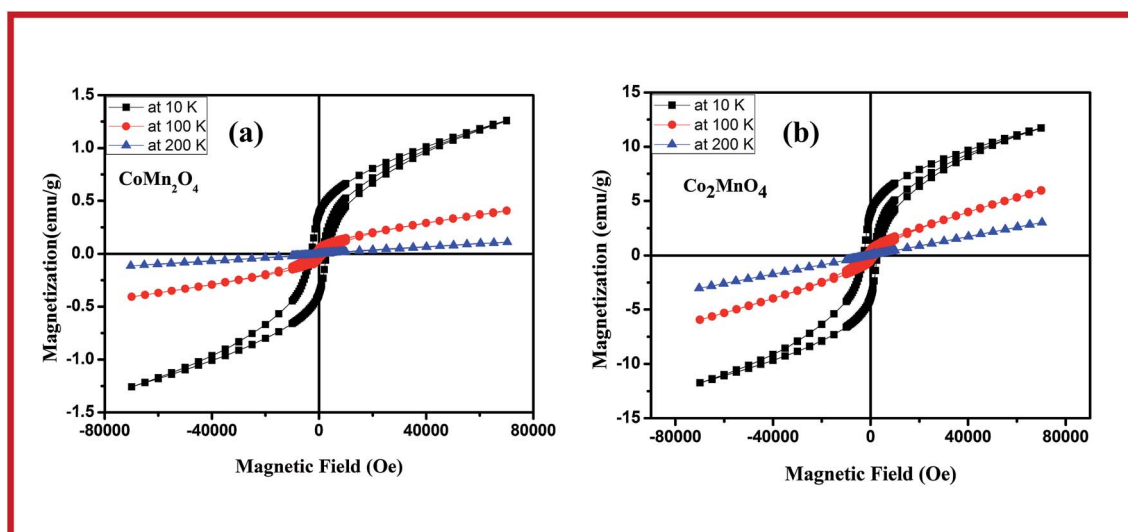 at 10 K
at 100 K
at 200 K
(a)
CoMn₂O₄
1.5
1.0
0.5
0.0
-0.5
-1.0
-1.5
Magnetization(emu/g)
-80000 -40000 0 40000 80000
Magnetic Field (Oe)
at 10 K
at 100 K
at 200 K
(b)
Co₂MnO₄
15
10
5
0
-5
-10
-15
Magnetization (emu/g)
-80000 -40000 0 40000 80000
Magnetic Field (Oe)